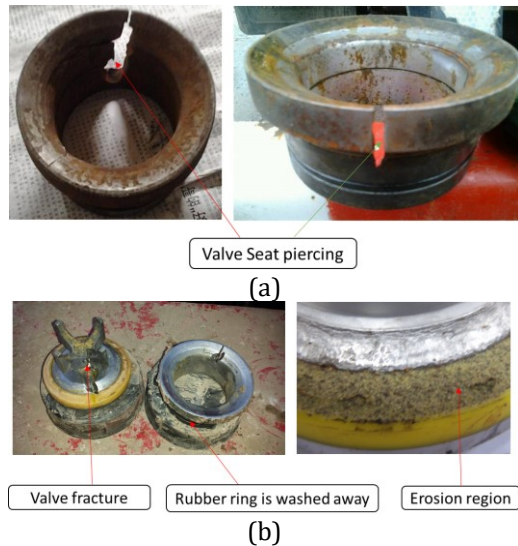 Valve Seat piercing
(a)
Valve fracture
Rubber ring is washed away
Erosion region
(b)